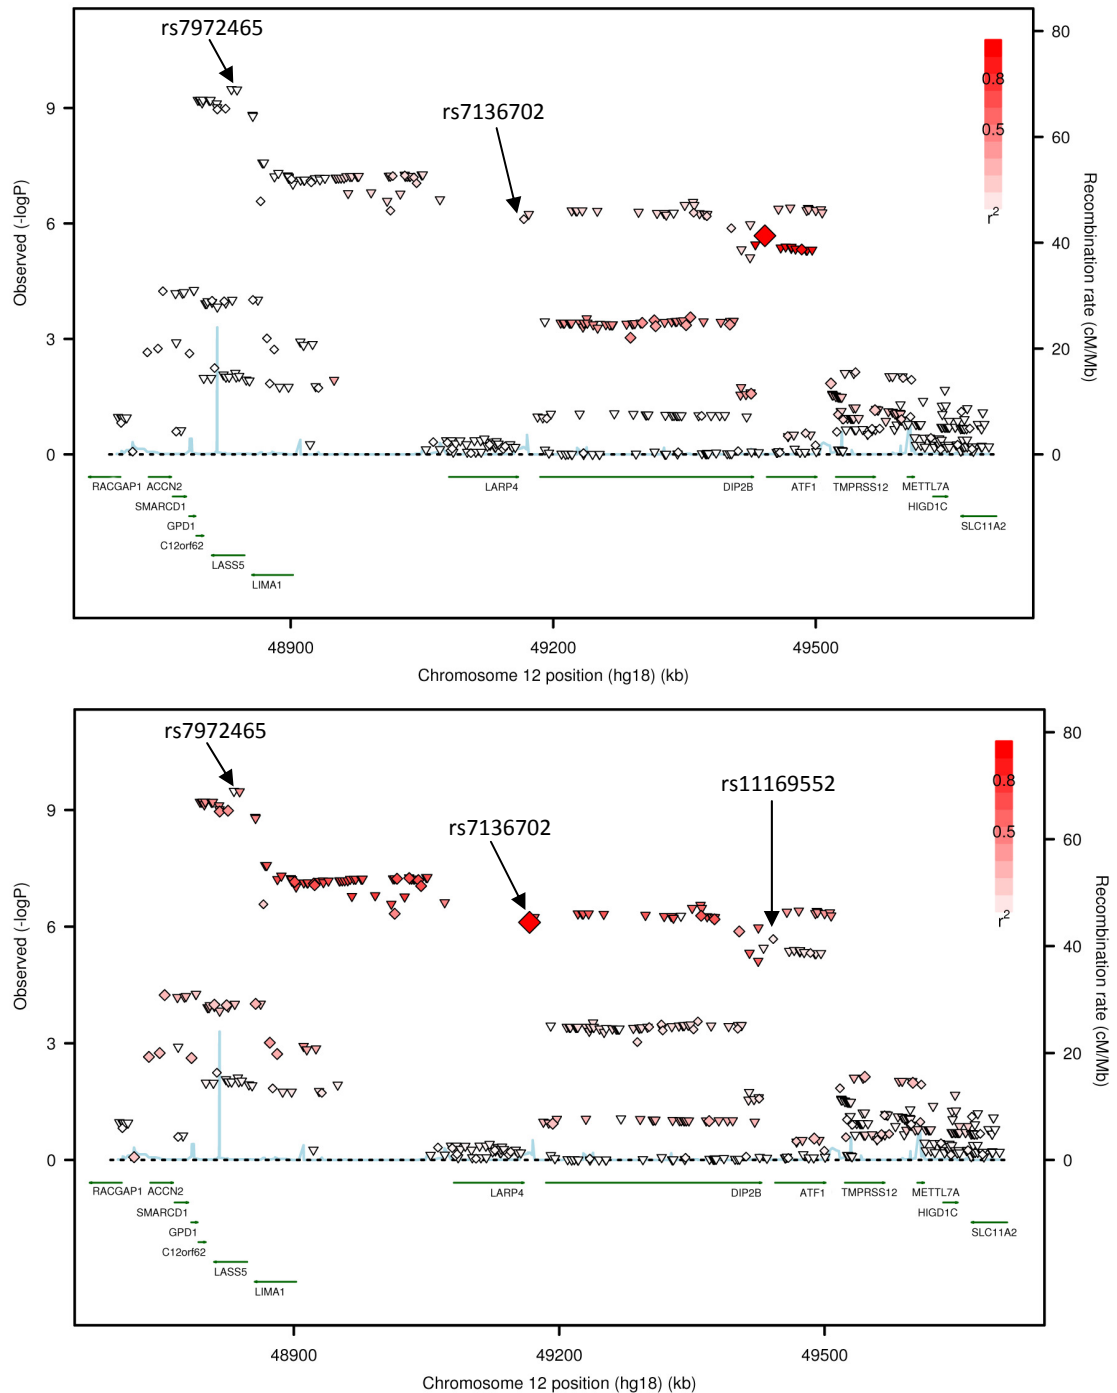 rs7972465
rs7136702
80
60
40
20
0
Recombination rate (cM/Mb)
9
6
3
0
Observed (-logP)
0.8
0.5
r²
RACGAP1 ACCN2 LARP4 DIP2B ATF1 TMPRSS12 METTL7A
SMARCD1 HIGD1C
GPD1 SLC11A2
C12orf62
LASS5
LIMA1
48900 49200 49500
Chromosome 12 position (hg18) (kb)
rs7972465
rs11169552
rs7136702
80
60
40
20
0
Recombination rate (cM/Mb)
9
6
3
0
Observed (-logP)
0.8
0.5
r²
RACGAP1 ACCN2 LARP4 DIP2B ATF1 TMPRSS12 METTL7A
SMARCD1 HIGD1C
GPD1 SLC11A2
C12orf62
LASS5
LIMA1
48900 49200 49500
Chromosome 12 position (hg18) (kb)